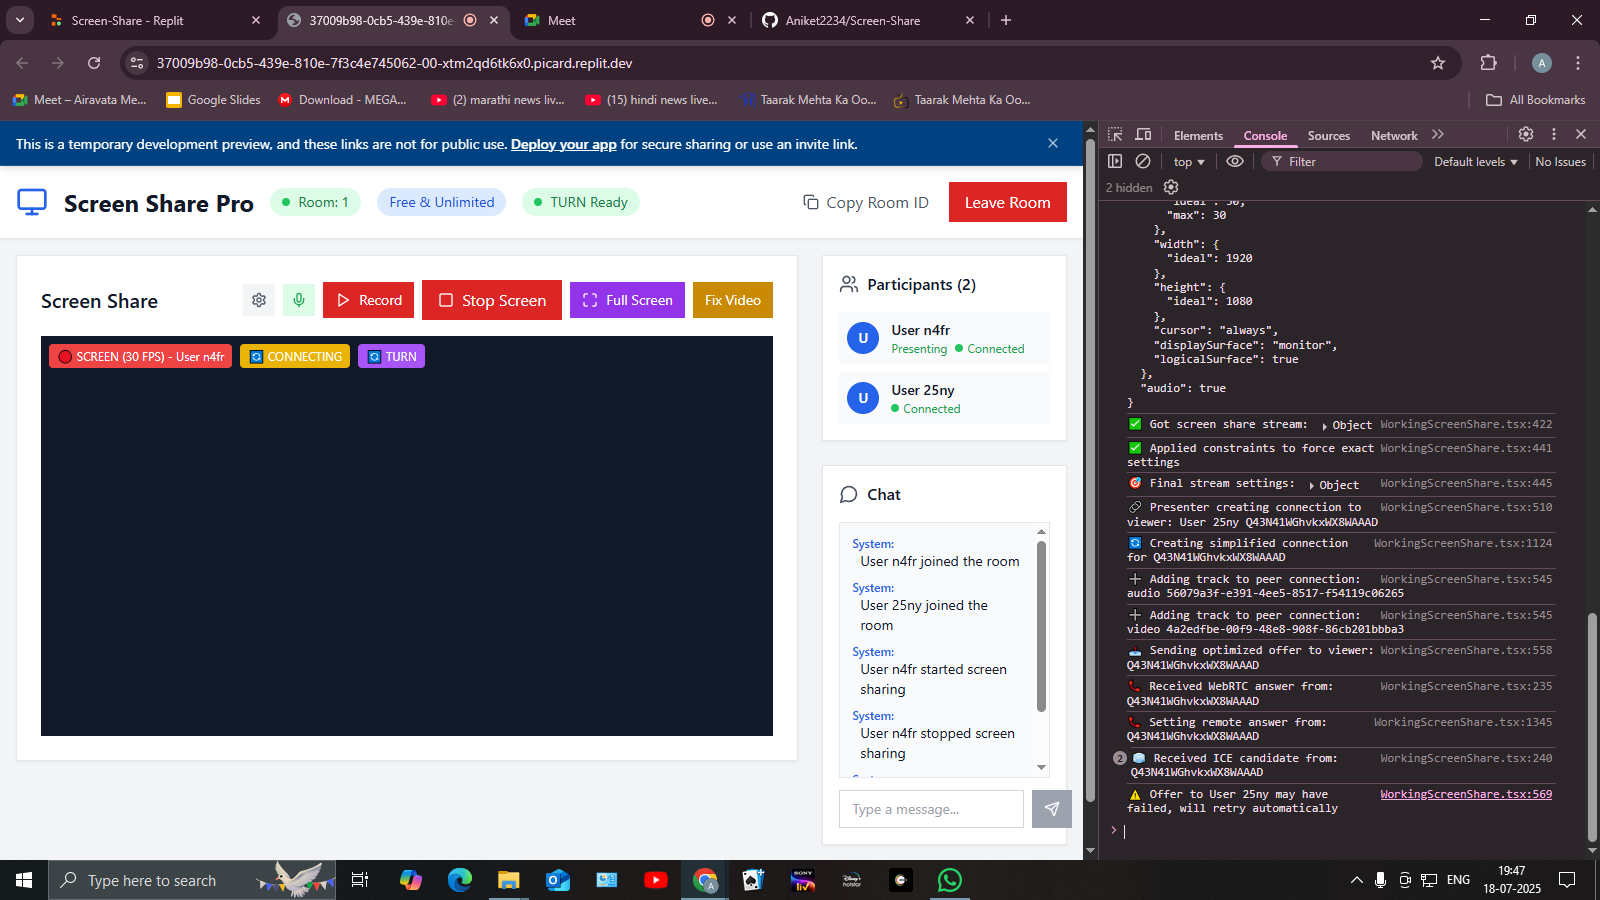 Screen-Share - Replit
37009b98-0cb5-439e-810e-
Meet
Aniket2234/Screen-Share
37009b98-0cb5-439e-810e-7f3c4e745062-00-xtm2qd6tk6x0.picard.replit.dev
A
Meet – Airavata Me...
Google Slides
Download - MEGA...
(2) marathi news liv...
(15) hindi news live...
Taarak Mehta Ka Oo...
Taarak Mehta Ka Oo...
All Bookmarks
This is a temporary development preview, and these links are not for public use. Deploy your app for secure sharing or use an invite link.
Screen Share Pro
Room: 1
Free & Unlimited
TURN Ready
Copy Room ID
Leave Room
Screen Share
Record
Stop Screen
Full Screen
Fix Video
SCREEN (30 FPS) - User n4fr
CONNECTING
TURN
Participants (2)
U
User n4fr
Presenting
Connected
U
User 25ny
Connected
Chat
System:
User n4fr joined the room
System:
User 25ny joined the
room
System:
User n4fr started screen
sharing
System:
User n4fr stopped screen
sharing
Type a message...
Elements
Console
Sources
Network
top
Filter
Default levels
No Issues
2 hidden
"ideal": 30,
"max": 30
},
"width": {
"ideal": 1920
},
"height": {
"ideal": 1080
},
"cursor": "always",
"displaySurface": "monitor",
"logicalSurface": true
},
"audio": true
}
Got screen share stream: Object WorkingScreenShare.tsx:422
Applied constraints to force exact WorkingScreenShare.tsx:441
settings
Final stream settings: Object WorkingScreenShare.tsx:445
Presenter creating connection to WorkingScreenShare.tsx:510
viewer: User 25ny Q43N41WGhvkxWX8WAAAD
Creating simplified connection WorkingScreenShare.tsx:1124
for Q43N41WGhvkxWX8WAAAD
Adding track to peer connection: WorkingScreenShare.tsx:545
audio 56079a3f-e391-4ee5-8517-f54119c06265
Adding track to peer connection: WorkingScreenShare.tsx:545
video 4a2edfbe-00f9-48e8-908f-86cb201bbba3
Sending optimized offer to viewer: WorkingScreenShare.tsx:558
Q43N41WGhvkxWX8WAAAD
Received WebRTC answer from: WorkingScreenShare.tsx:235
Q43N41WGhvkxWX8WAAAD
Setting remote answer from: WorkingScreenShare.tsx:1345
Q43N41WGhvkxWX8WAAAD
2 Received ICE candidate from: WorkingScreenShare.tsx:240
Q43N41WGhvkxWX8WAAAD
Offer to User 25ny may have WorkingScreenShare.tsx:569
failed, will retry automatically
Type here to search
ENG
19:47
18-07-2025